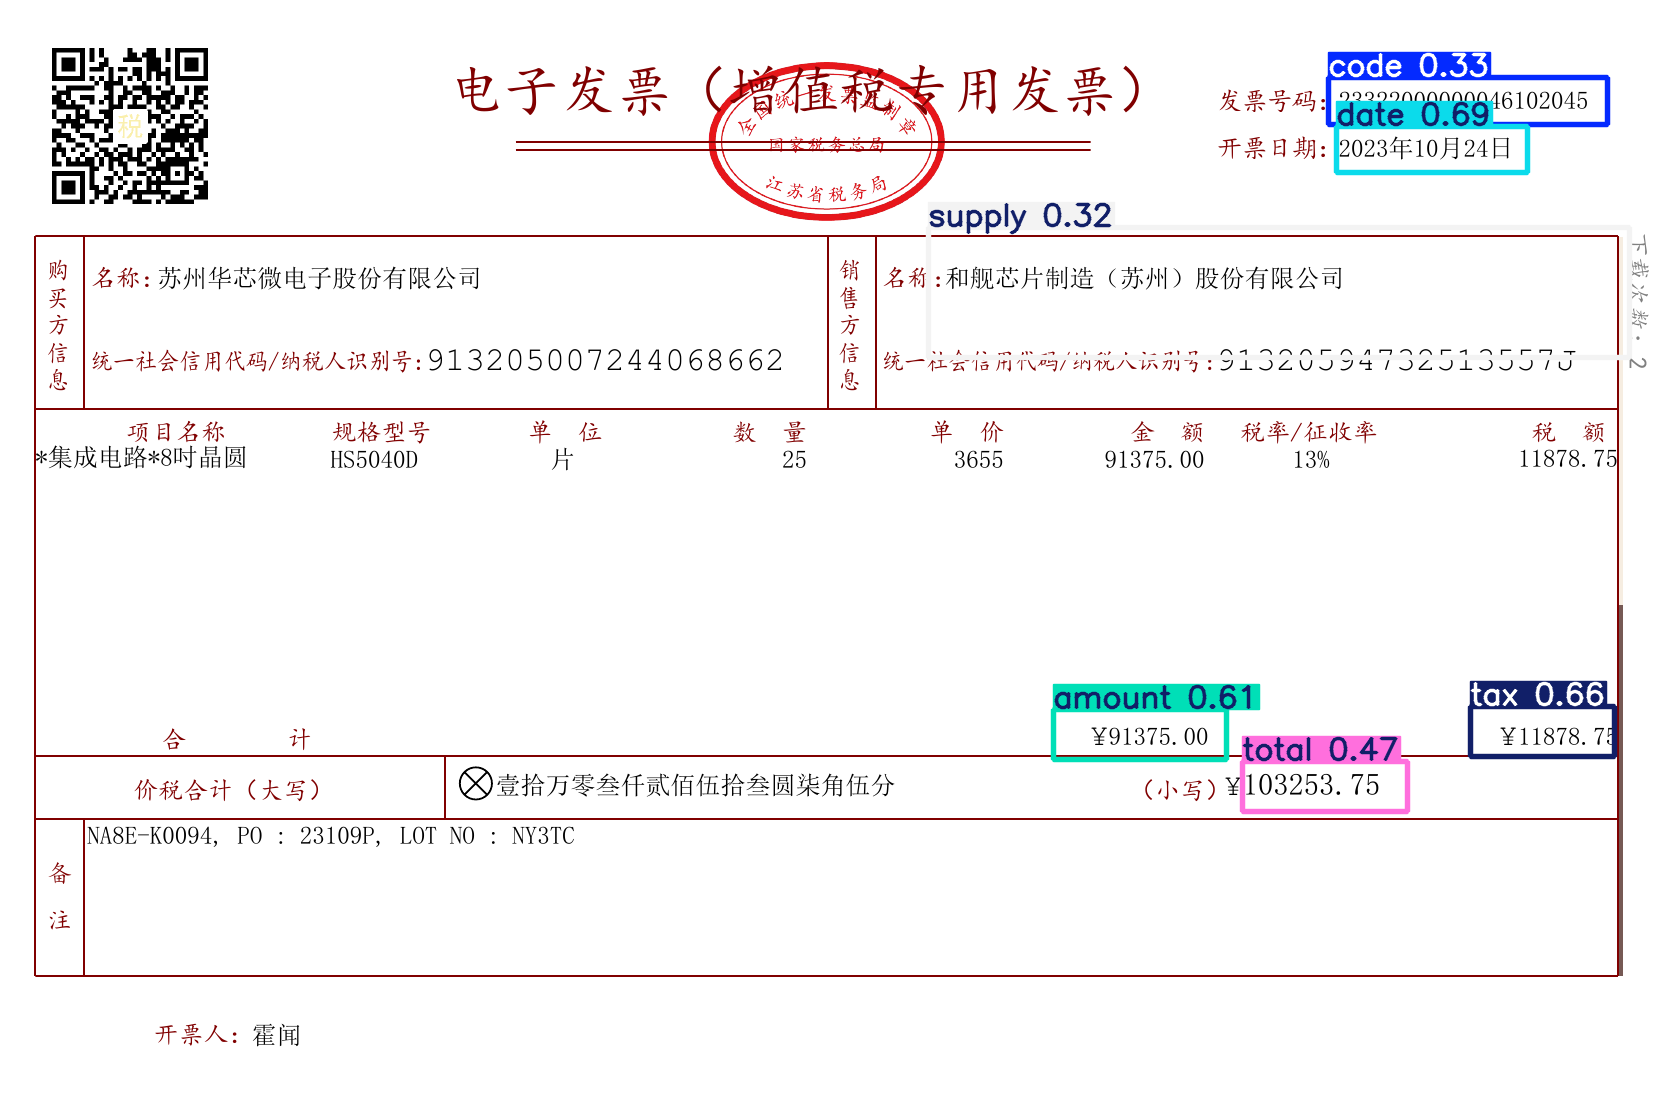 电子发票（增值税专用发票）
税
全国统一发票监制章
国家税务总局
江苏省税务局
code 0.33
发票号码: 46102045
date 0.69
开票日期: 2023年10月24日
supply 0.32
下载次数: 2
购买方信息
名称: 苏州华芯微电子股份有限公司
统一社会信用代码/纳税人识别号: 913205007244068662
销售方信息
名称: 和舰芯片制造（苏州）股份有限公司
统一社会信用代码/纳税人识别号: 91320594732513557J
项目名称 规格型号 单 位 数 量 单 价 金 额 税率/征收率 税 额
*集成电路*8吋晶圆 HS5040D 片 25 3655 91375.00 13% 11878.75
amount 0.61
tax 0.66
合 计 ¥91375.00 ¥11878.75
total 0.47
价税合计（大写） 壹拾万零叁仟贰佰伍拾叁圆柒角伍分 （小写）¥103253.75
备注
NA8E-K0094, PO : 23109P, LOT NO : NY3TC
开票人: 霍闻